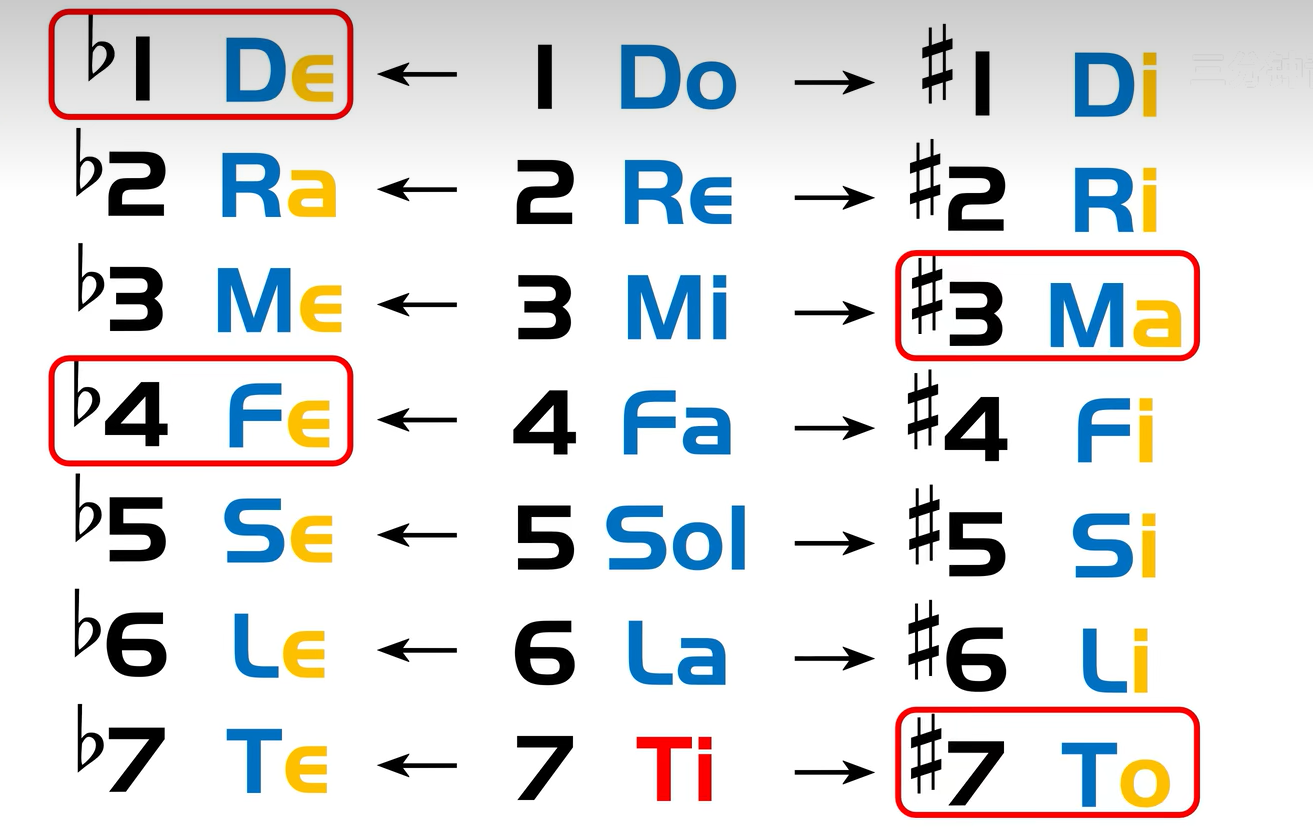 ♭1 De ← 1 Do → ♯1 Di
♭2 Ra ← 2 Re → ♯2 Ri
♭3 Me ← 3 Mi → ♯3 Ma
♭4 Fe ← 4 Fa → ♯4 Fi
♭5 Se ← 5 Sol → ♯5 Si
♭6 Le ← 6 La → ♯6 Li
♭7 Te ← 7 Ti → ♯7 To